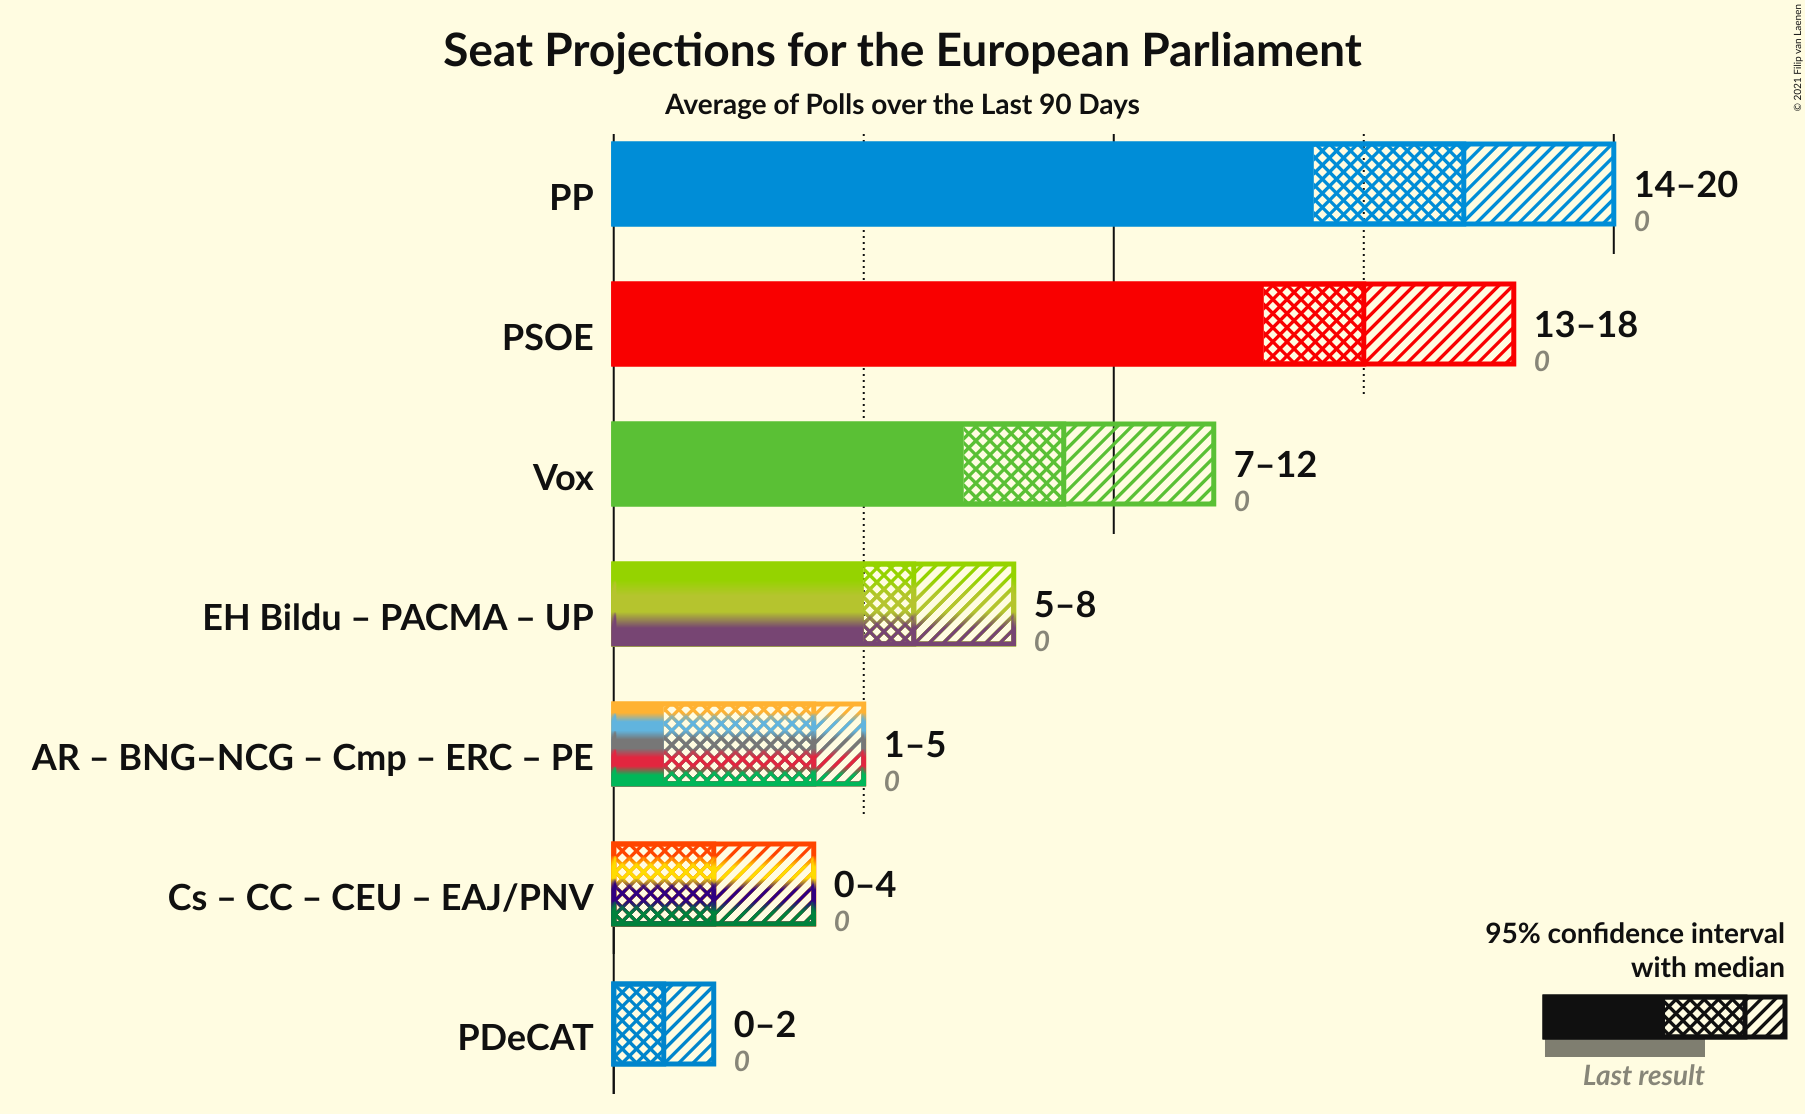 Seat Projections for the European Parliament
Average of Polls over the Last 90 Days
© 2021 Filip van Laenen
PP
14–20
0
PSOE
13–18
0
Vox
7–12
0
EH Bildu – PACMA – UP
5–8
0
AR – BNG–NCG – Cmp – ERC – PE
1–5
0
Cs – CC – CEU – EAJ/PNV
0–4
0
PDeCAT
0–2
0
95% confidence interval
with median
Last result